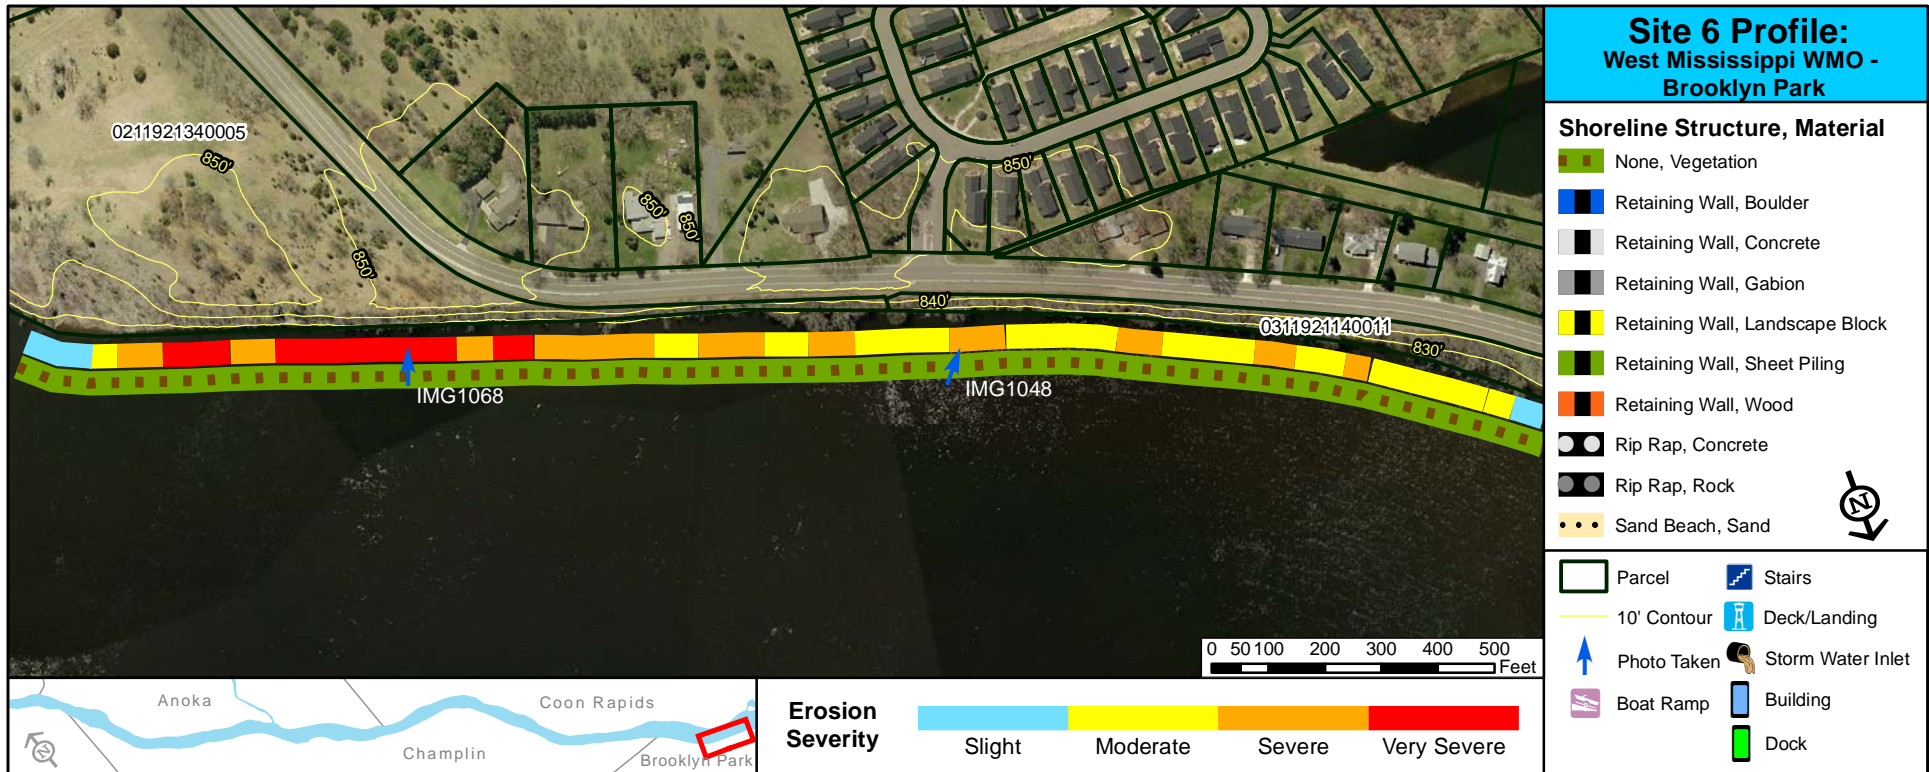 Site 6 Profile:
West Mississippi WMO -
Brooklyn Park
Shoreline Structure, Material
None, Vegetation
Retaining Wall, Boulder
Retaining Wall, Concrete
Retaining Wall, Gabion
Retaining Wall, Landscape Block
Retaining Wall, Sheet Piling
Retaining Wall, Wood
Rip Rap, Concrete
Rip Rap, Rock
Sand Beach, Sand
N
Parcel
Stairs
10' Contour
Deck/Landing
Photo Taken
Storm Water Inlet
Boat Ramp
Building
Dock
0211921340005
850'
850'
850'
850'
850'
840'
0311921140011
830'
IMG1068
IMG1048
0 50 100 200 300 400 500
Feet
Anoka
Coon Rapids
Champlin
Brooklyn Park
N
Erosion
Severity
Slight
Moderate
Severe
Very Severe